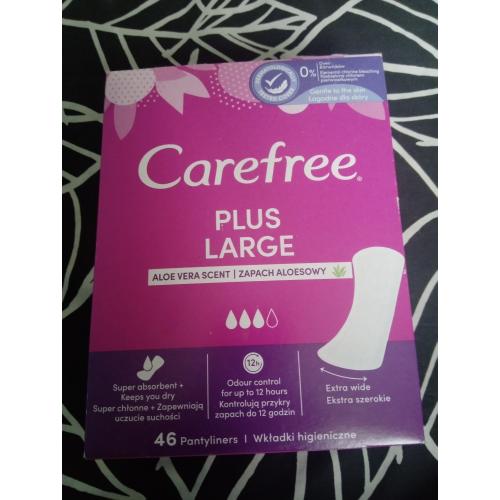 0%
Gentle to the skin
Łagodne dla skóry
Carefree®
PLUS
LARGE
ALOE VERA SCENT | ZAPACH ALOESOWY
Super absorbent +
Keeps you dry
Super chłonne + Zapewniają
uczucie suchości
12h
Odour control
for up to 12 hours
Kontrolują przykry
zapach do 12 godzin
Extra wide
Ekstra szerokie
46 Pantyliners | Wkładki higieniczne